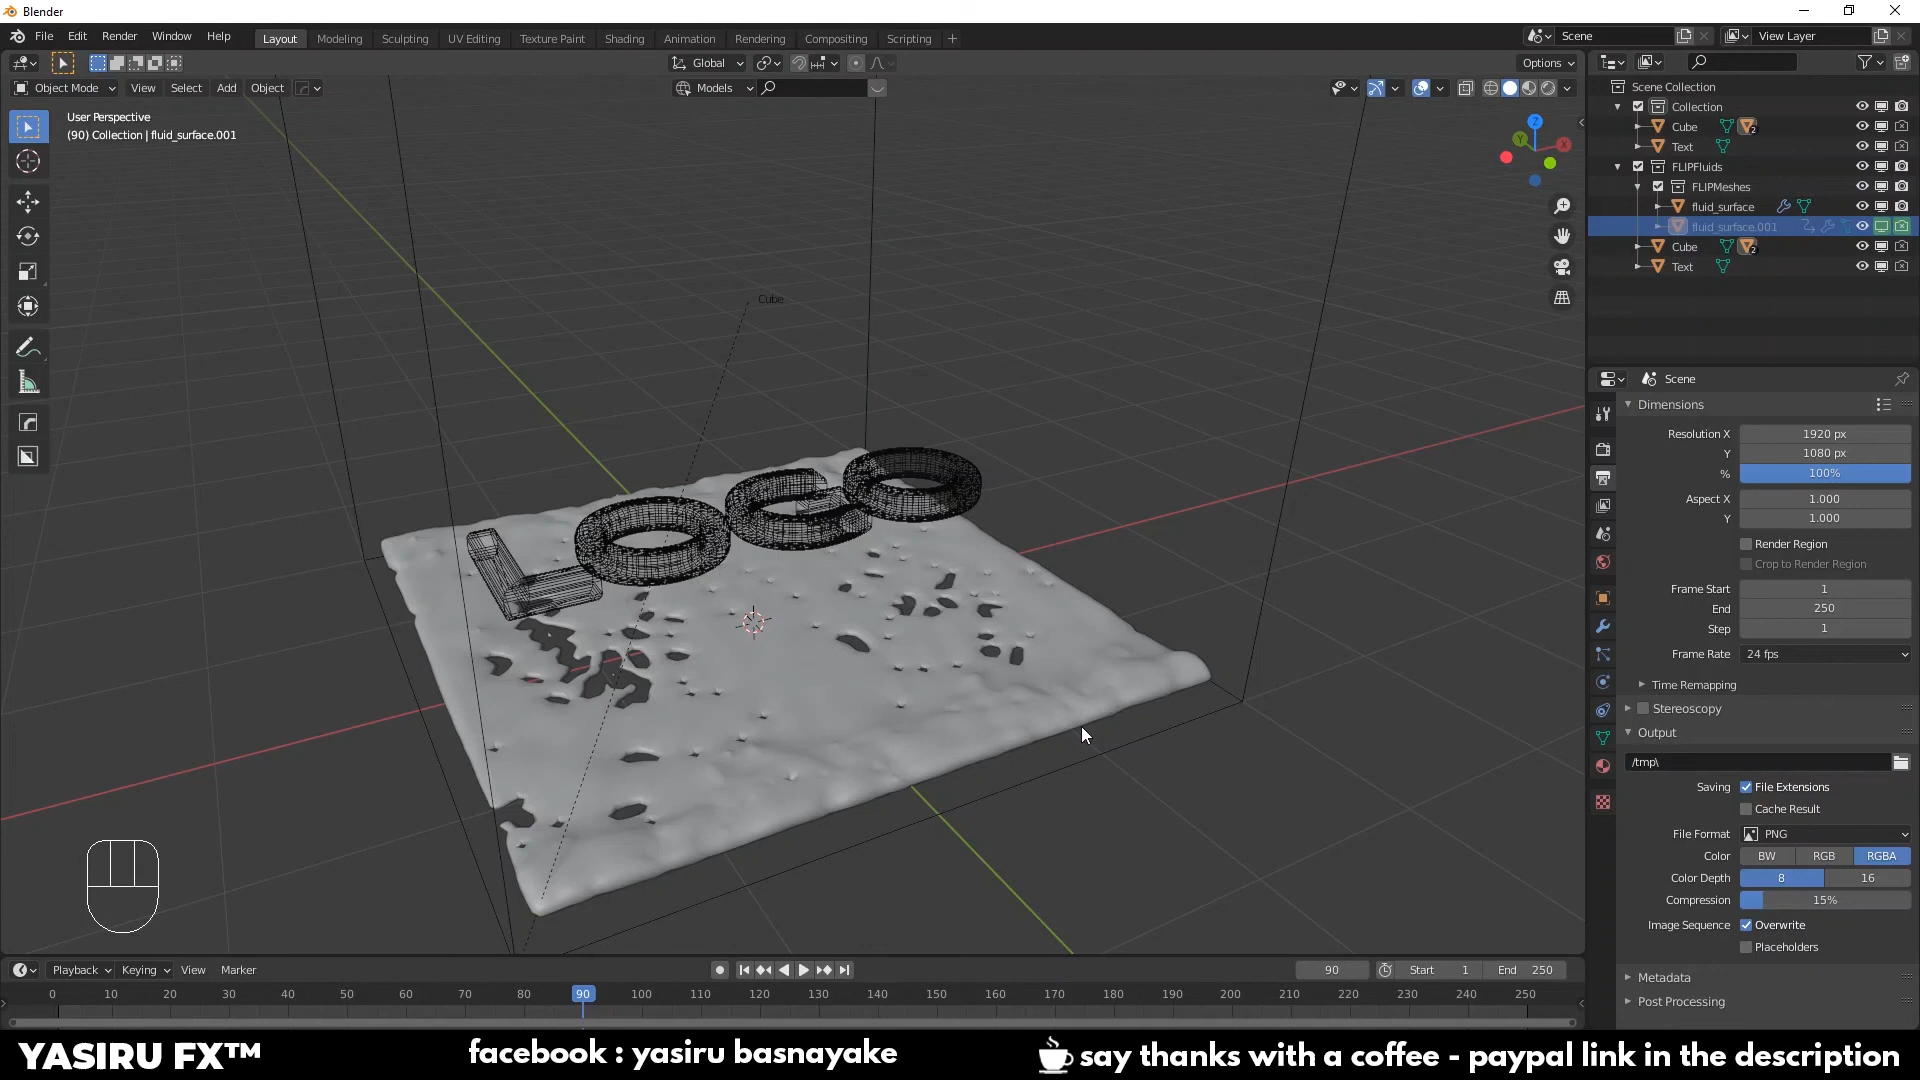 Blender
File Edit Render Window Help
Layout Modeling Sculpting UV Editing Texture Paint Shading Animation Rendering Compositing Scripting +
Scene View Layer
Global
Options
Object Mode View Select Add Object
Models
User Perspective
(90) Collection | fluid_surface.001
Cube
LOGO
Z
Y
X
Scene Collection
Collection
Cube 2
Text
FLIPFluids
FLIPMeshes
fluid_surface
fluid_surface.001
Cube 2
Text
Scene
Dimensions
Resolution X 1920 px
Y 1080 px
% 100%
Aspect X 1.000
Y 1.000
Render Region
Crop to Render Region
Frame Start 1
End 250
Step 1
Frame Rate 24 fps
Time Remapping
Stereoscopy
Output
/tmp\
Saving File Extensions
Cache Result
File Format PNG
Color BW RGB RGBA
Color Depth 8 16
Compression 15%
Image Sequence Overwrite
Placeholders
Metadata
Post Processing
Playback Keying View Marker
90 Start 1 End 250
0 10 20 30 40 50 60 70 80 90 100 110 120 130 140 150 160 170 180 190 200 210 220 230 240 250
YASIRU FX™ facebook : yasiru basnayake say thanks with a coffee - paypal link in the description